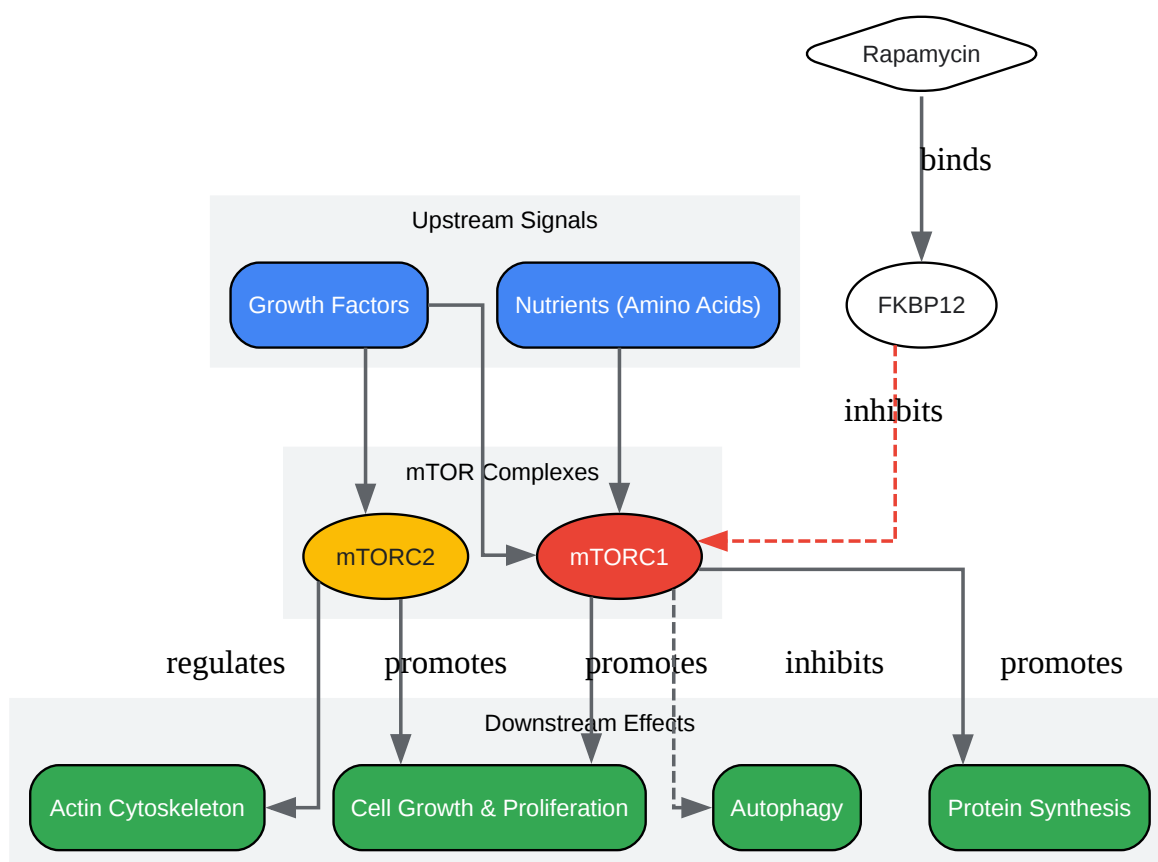 Rapamycin
binds
Upstream Signals
Growth Factors
Nutrients (Amino Acids)
FKBP12
inhibits
mTOR Complexes
mTORC2
mTORC1
regulates
promotes
promotes
inhibits
promotes
Downstream Effects
Actin Cytoskeleton
Cell Growth & Proliferation
Autophagy
Protein Synthesis